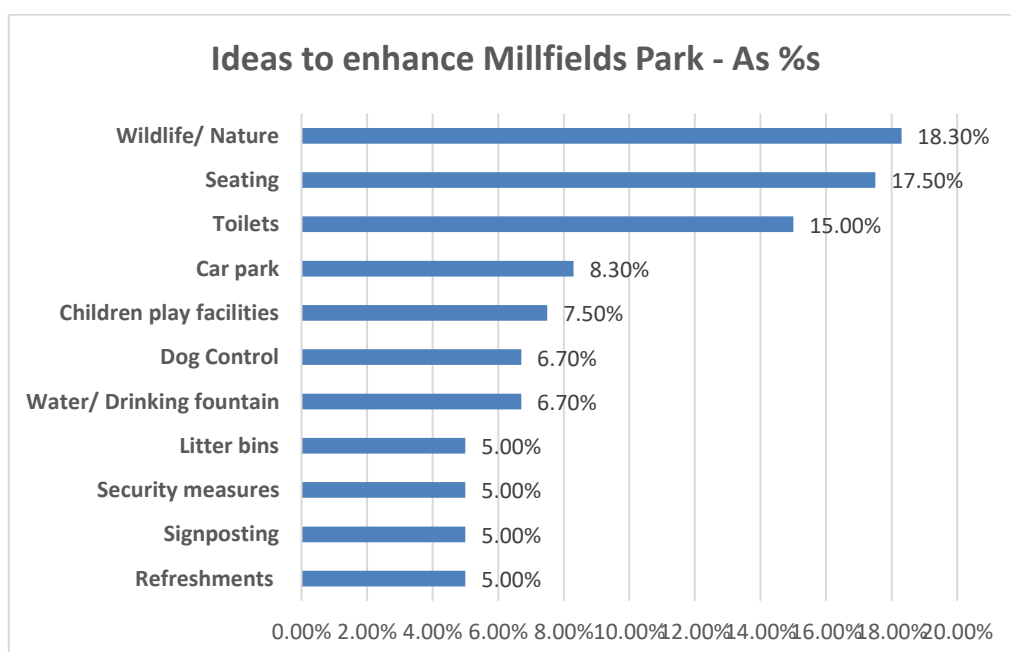 Ideas to enhance Millfields Park - As %s
Wildlife/ Nature 18.30%
Seating 17.50%
Toilets 15.00%
Car park 8.30%
Children play facilities 7.50%
Dog Control 6.70%
Water/ Drinking fountain 6.70%
Litter bins 5.00%
Security measures 5.00%
Signposting 5.00%
Refreshments 5.00%
0.00% 2.00% 4.00% 6.00% 8.00% 10.00% 12.00% 14.00% 16.00% 18.00% 20.00%